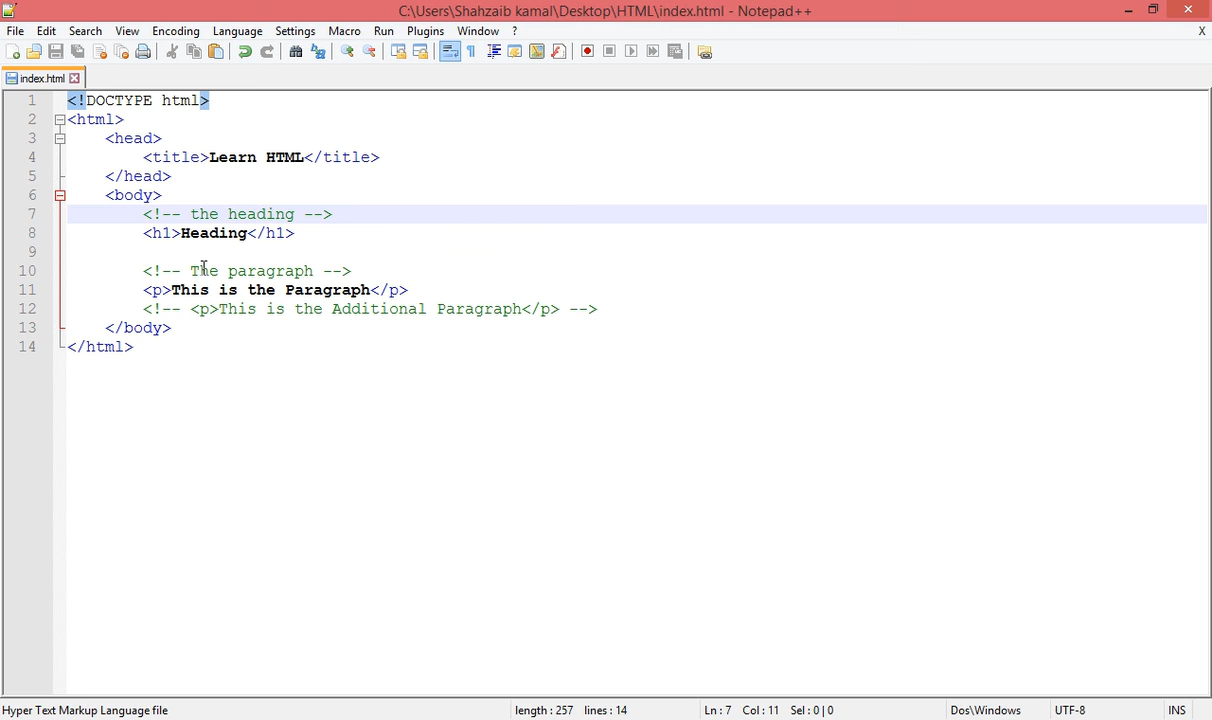 C:\Users\Shahzaib kamal\Desktop\HTML\index.html - Notepad++
File Edit Search View Encoding Language Settings Macro Run Plugins Window ? X
index.html
1 <!DOCTYPE html>
2 <html>
3 <head>
4 <title>Learn HTML</title>
5 </head>
6 <body>
7 <!-- the heading -->
8 <h1>Heading</h1>
9
10 <!-- The paragraph -->
11 <p>This is the Paragraph</p>
12 <!-- <p>This is the Additional Paragraph</p> -->
13 </body>
14 </html>
Hyper Text Markup Language file length : 257 lines : 14 Ln : 7 Col : 11 Sel : 0 | 0 Dos\Windows UTF-8 INS